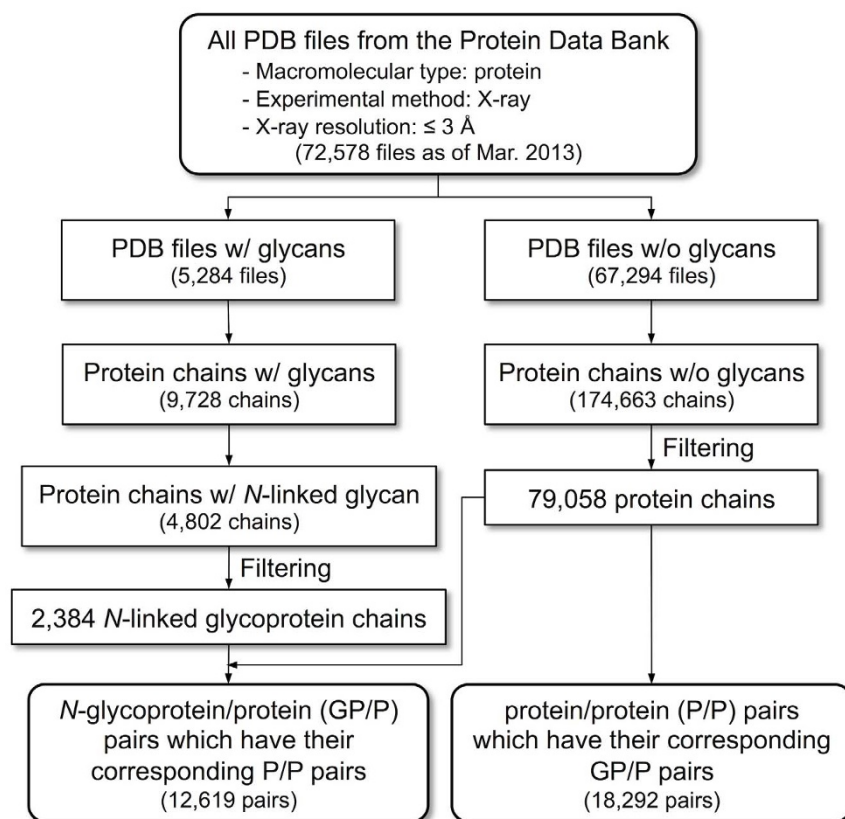 All PDB files from the Protein Data Bank
- Macromolecular type: protein
- Experimental method: X-ray
- X-ray resolution: ≤ 3 Å
(72,578 files as of Mar. 2013)
PDB files w/ glycans
(5,284 files)
PDB files w/o glycans
(67,294 files)
Protein chains w/ glycans
(9,728 chains)
Protein chains w/o glycans
(174,663 chains)
Filtering
Protein chains w/ N-linked glycan
(4,802 chains)
79,058 protein chains
Filtering
2,384 N-linked glycoprotein chains
N-glycoprotein/protein (GP/P)
pairs which have their
corresponding P/P pairs
(12,619 pairs)
protein/protein (P/P) pairs
which have their corresponding
GP/P pairs
(18,292 pairs)